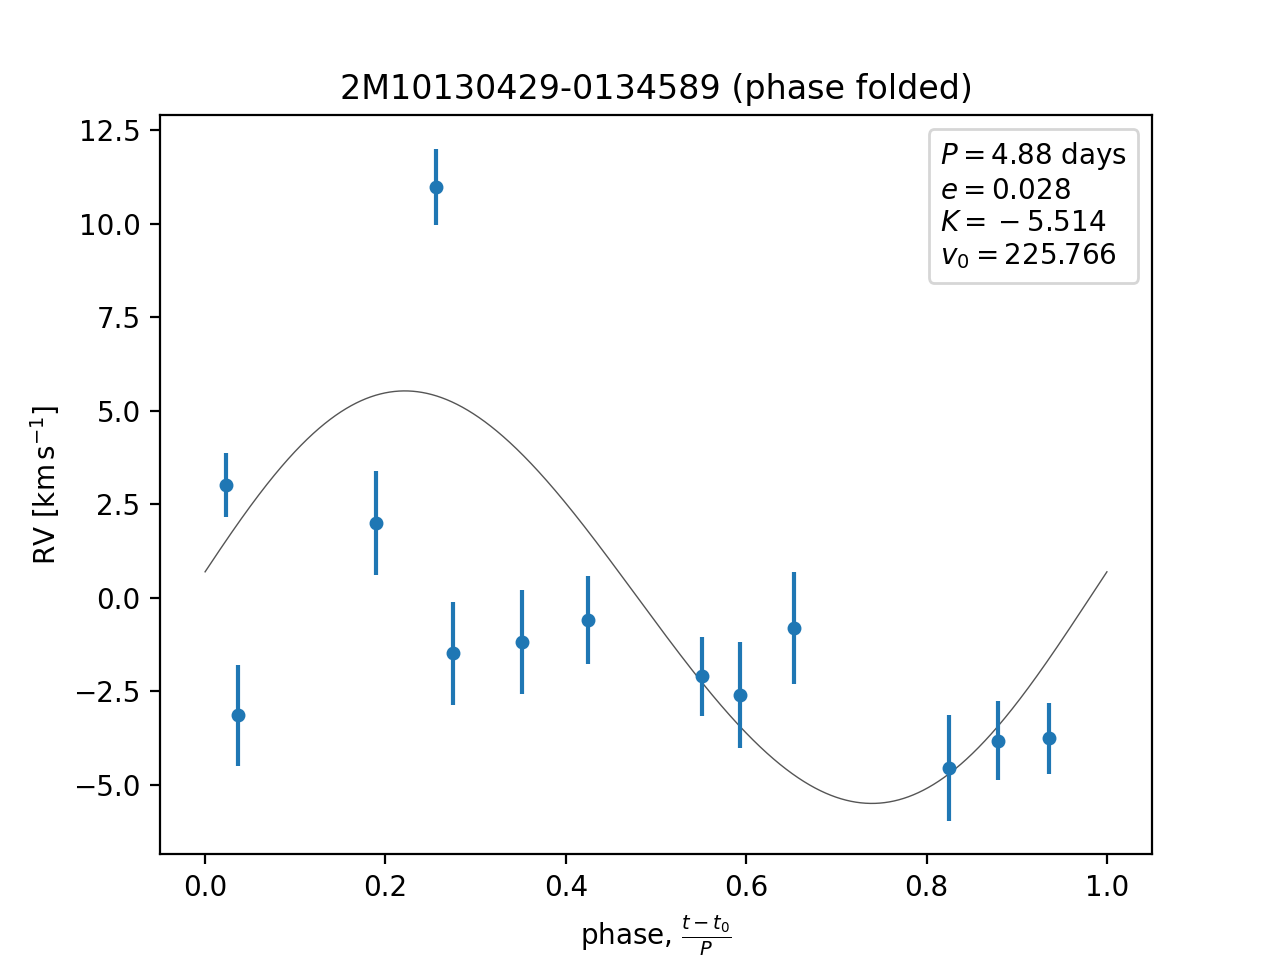 2M10130429-0134589 (phase folded)
12.5
10.0
7.5
5.0
2.5
0.0
−2.5
−5.0
RV [km s⁻¹]
P = 4.88 days
e = 0.028
K = − 5.514
v₀ = 225.766
0.0 0.2 0.4 0.6 0.8 1.0
phase, (t − t₀)/P